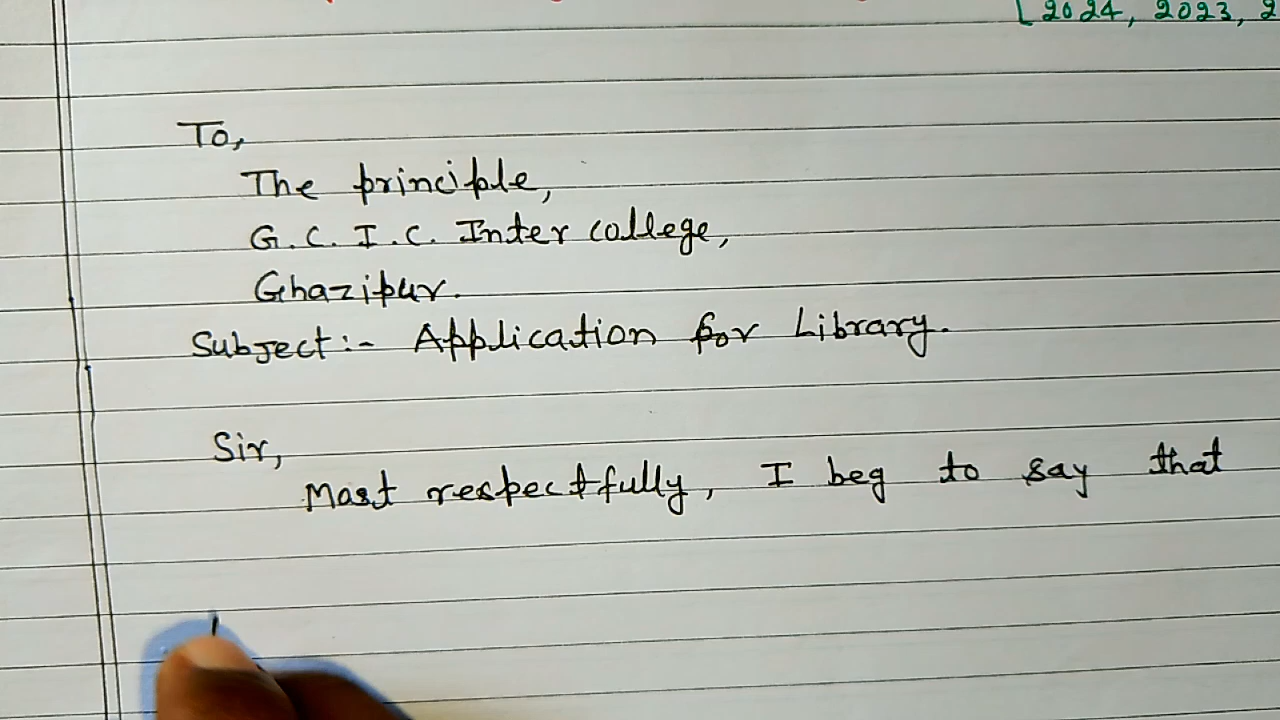 [2024, 2023, 2
To,
The principle,
G.C.I.C. Inter college,
Ghazipur.
Subject:- Application for Library.
Sir,
Most respectfully, I beg to say that